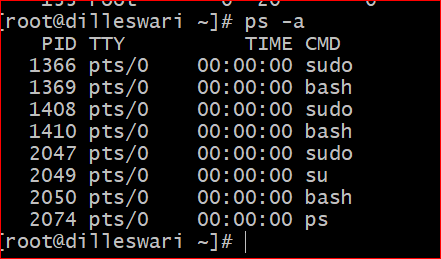 [root@dilleswari ~]# ps -a
PID TTY TIME CMD
1366 pts/0 00:00:00 sudo
1369 pts/0 00:00:00 bash
1408 pts/0 00:00:00 sudo
1410 pts/0 00:00:00 bash
2047 pts/0 00:00:00 sudo
2049 pts/0 00:00:00 su
2050 pts/0 00:00:00 bash
2074 pts/0 00:00:00 ps
[root@dilleswari ~]#